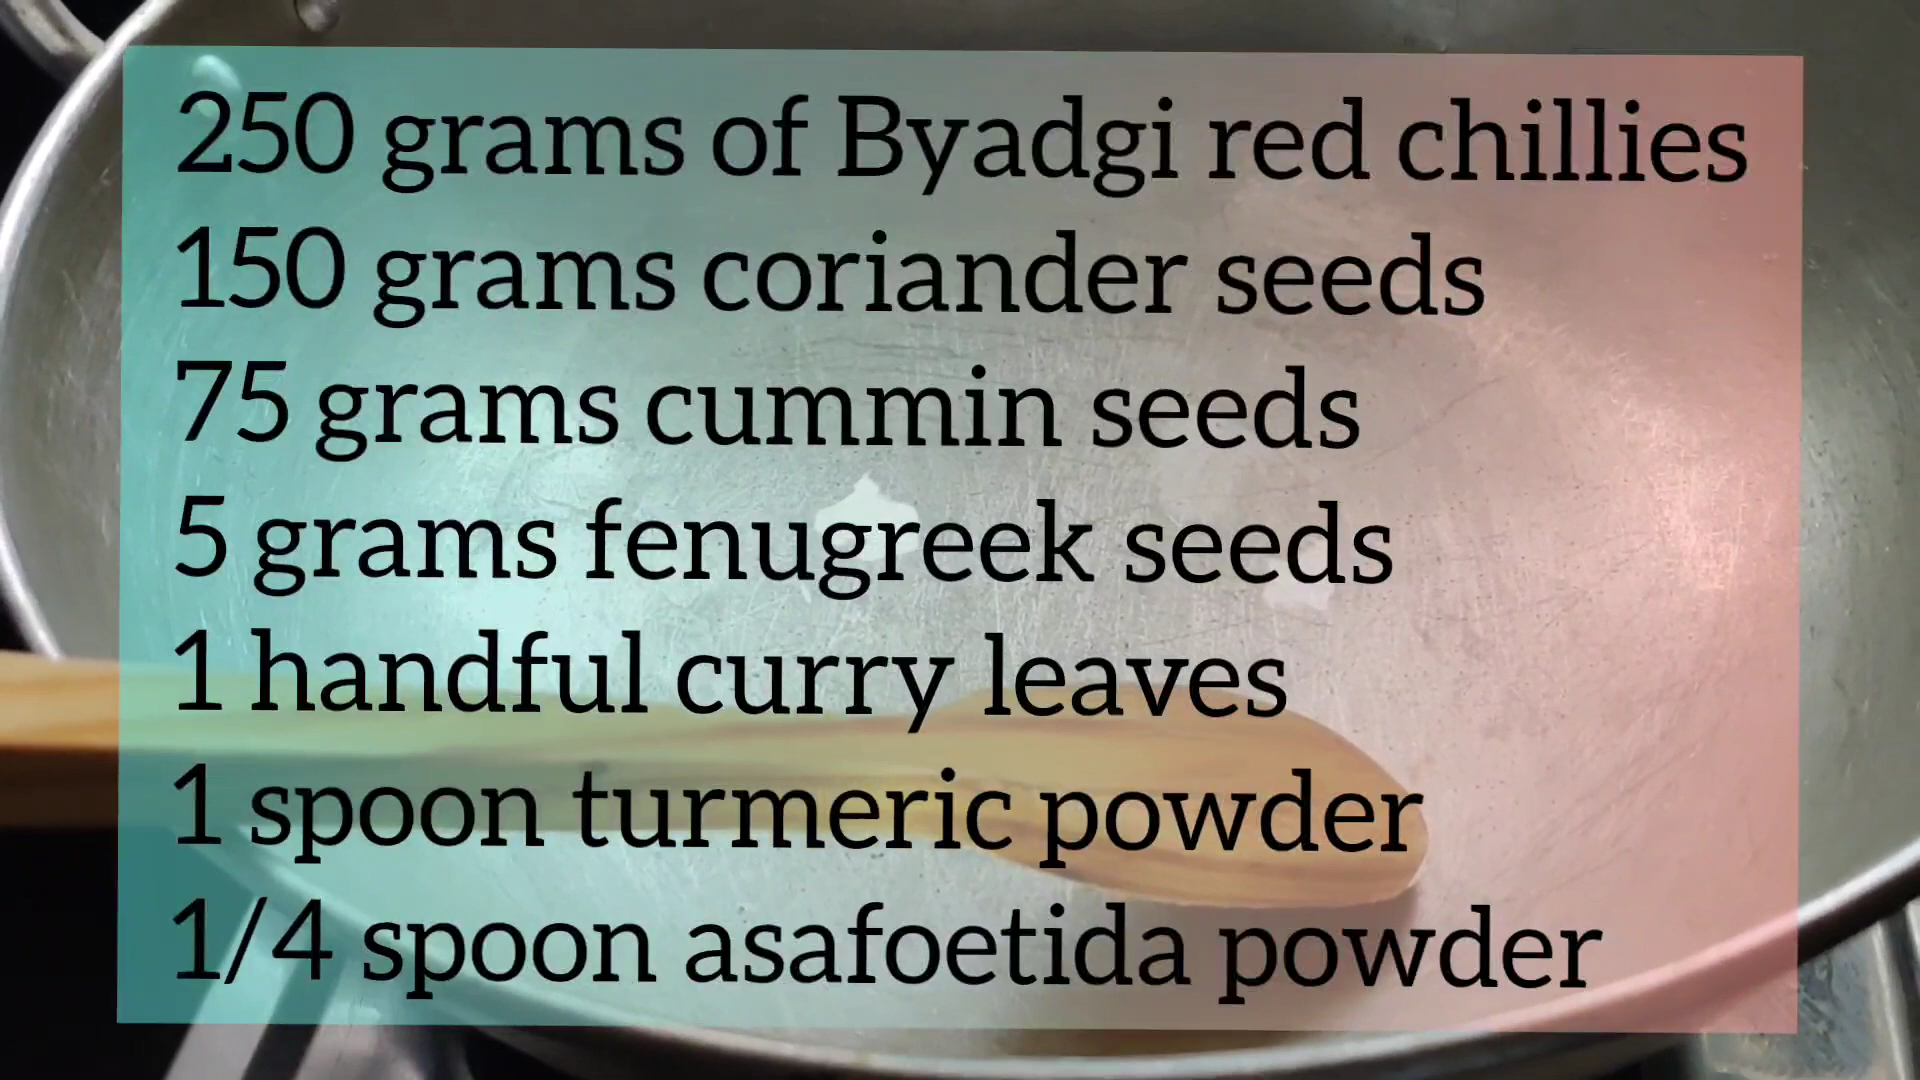 250 grams of Byadgi red chillies
150 grams coriander seeds
75 grams cummin seeds
5 grams fenugreek seeds
1 handful curry leaves
1 spoon turmeric powder
1/4 spoon asafoetida powder